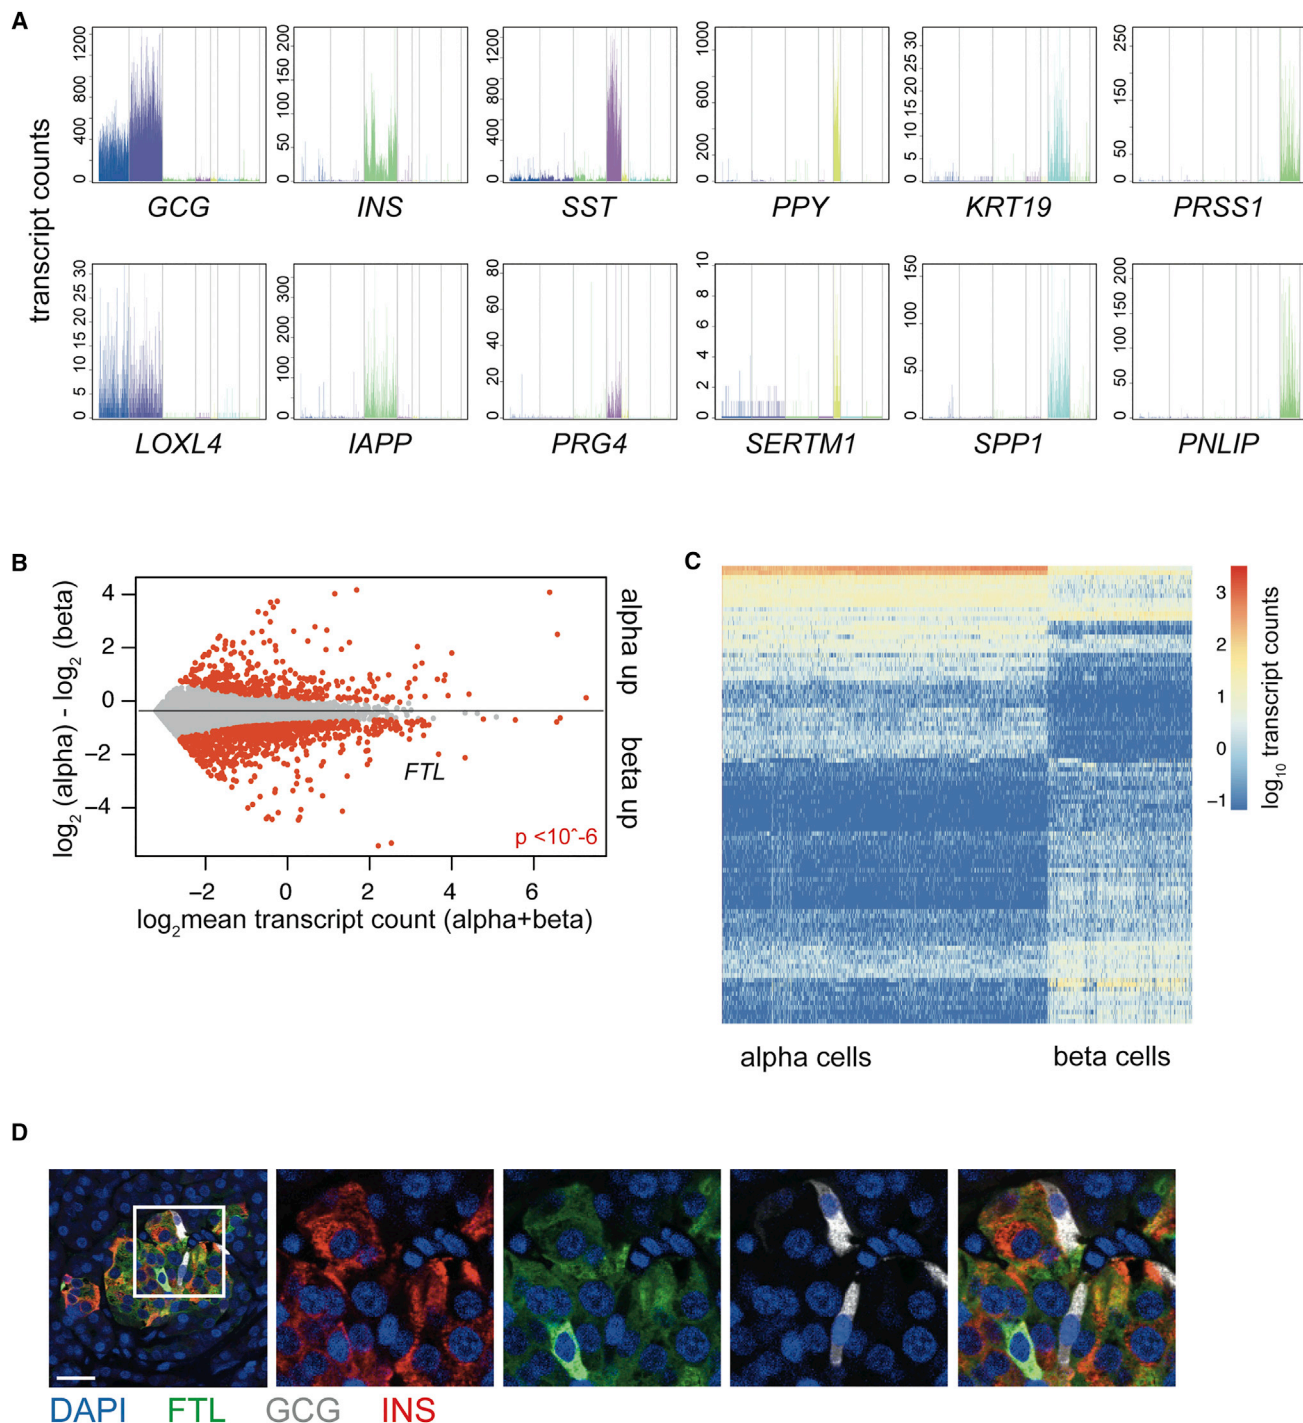 A
transcript counts
0 400 800 1200
GCG
0 50 100 150 200
INS
0 400 800 1200
SST
0 200 600 1000
PPY
0 5 10 15 20 25 30
KRT19
0 50 150 250
PRSS1
0 5 10 15 20 25 30
LOXL4
0 100 200 300
IAPP
0 20 40 60 80
PRG4
0 2 4 6 8 10
SERTM1
0 50 100 150
SPP1
0 50 100 150 200
PNLIP
B
log2 (alpha) - log2 (beta)
4
2
0
−2
−4
FTL
p <10^-6
alpha up
beta up
−2 0 2 4 6
log2mean transcript count (alpha+beta)
C
3
2
1
0
−1
log10 transcript counts
alpha cells beta cells
D
DAPI FTL GCG INS